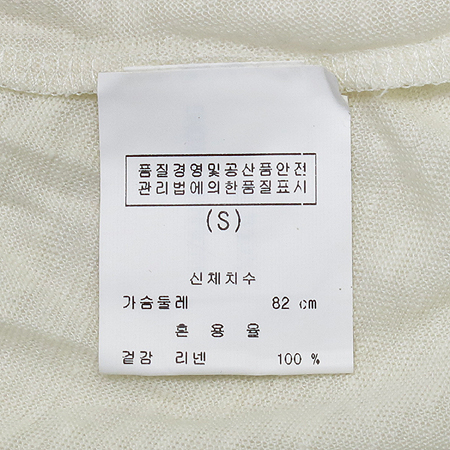 품질경영및공산품안전
관리법에의한품질표시
(S)
신체치수
가슴둘레 82 cm
혼용율
겉감 리넨 100 %